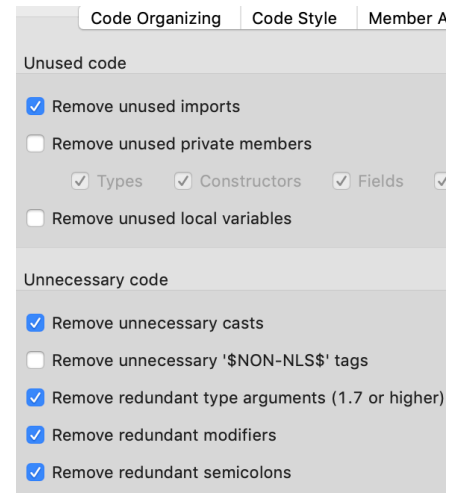 Code Organizing Code Style Member A
Unused code
Remove unused imports
Remove unused private members
Types Constructors Fields
Remove unused local variables
Unnecessary code
Remove unnecessary casts
Remove unnecessary '$NON-NLS$' tags
Remove redundant type arguments (1.7 or higher)
Remove redundant modifiers
Remove redundant semicolons